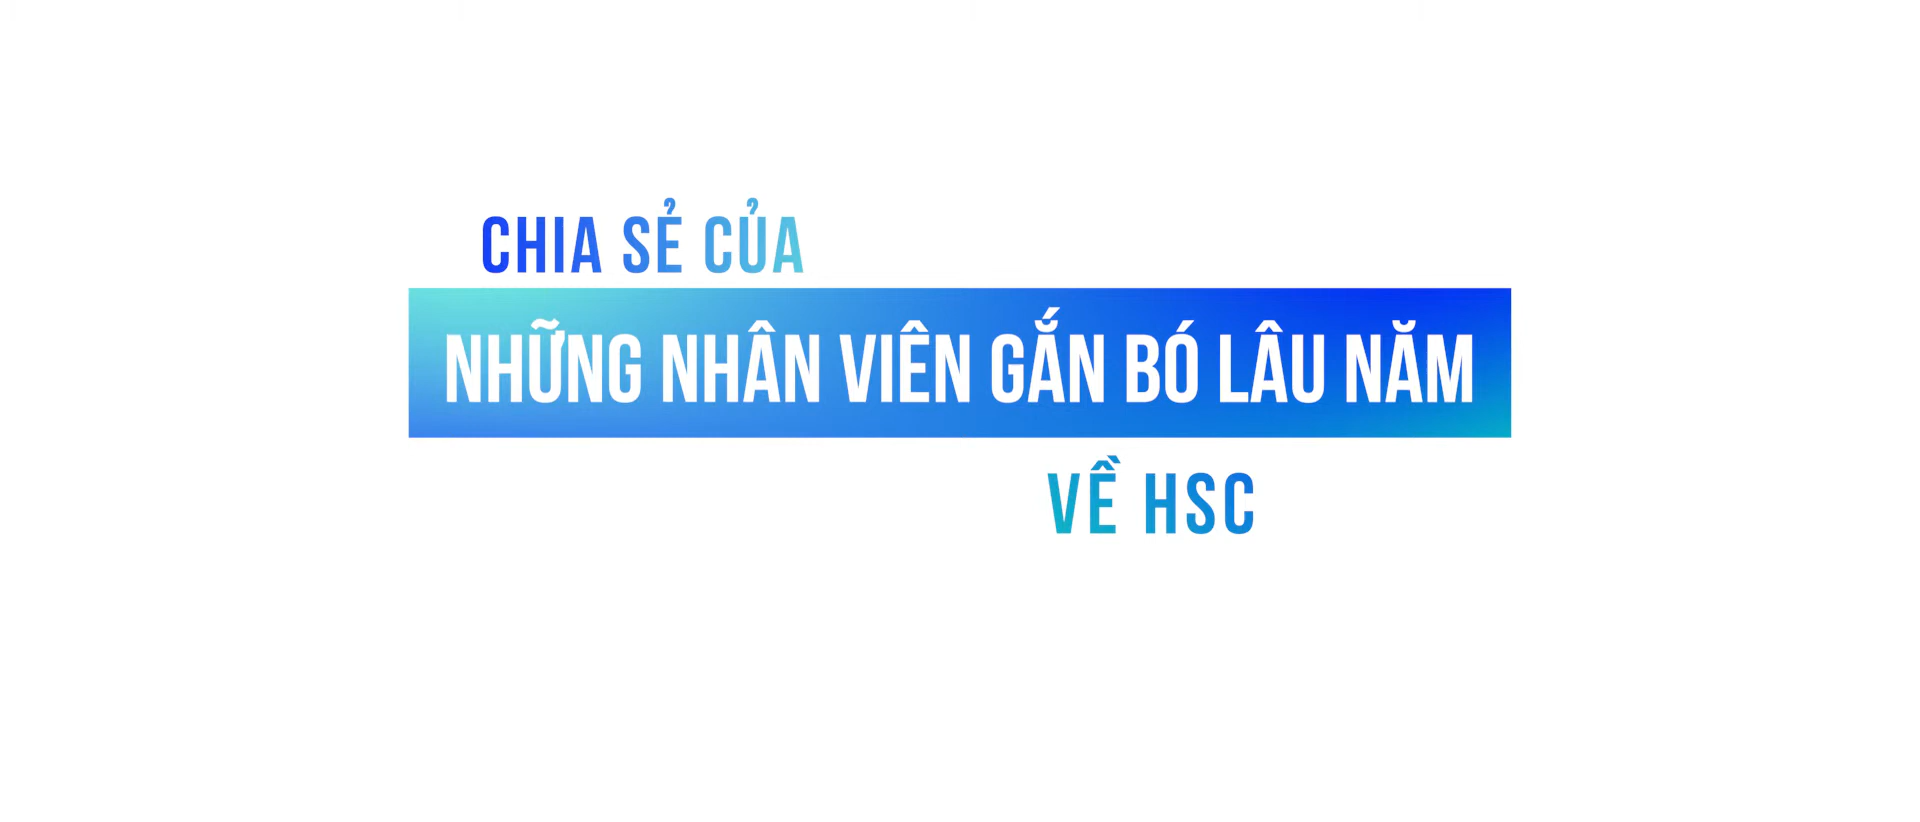 CHIA SẺ CỦA
NHỮNG NHÂN VIÊN GẮN BÓ LÂU NĂM
VỀ HSC